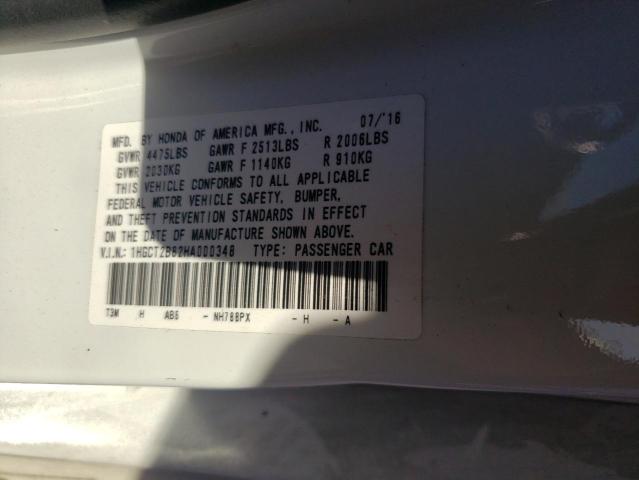 MFD. BY HONDA OF AMERICA MFG., INC. 07/'16
GVWR 4475LBS GAWR F 2513LBS R 2006LBS
GVWR 2030KG GAWR F 1140KG R 910KG
THIS VEHICLE CONFORMS TO ALL APPLICABLE
FEDERAL MOTOR VEHICLE SAFETY, BUMPER,
AND THEFT PREVENTION STANDARDS IN EFFECT
ON THE DATE OF MANUFACTURE SHOWN ABOVE.
V.I.N.: 1HGCT2B82HA000348 TYPE: PASSENGER CAR
T3M H AB6 - NH788PX - H - A